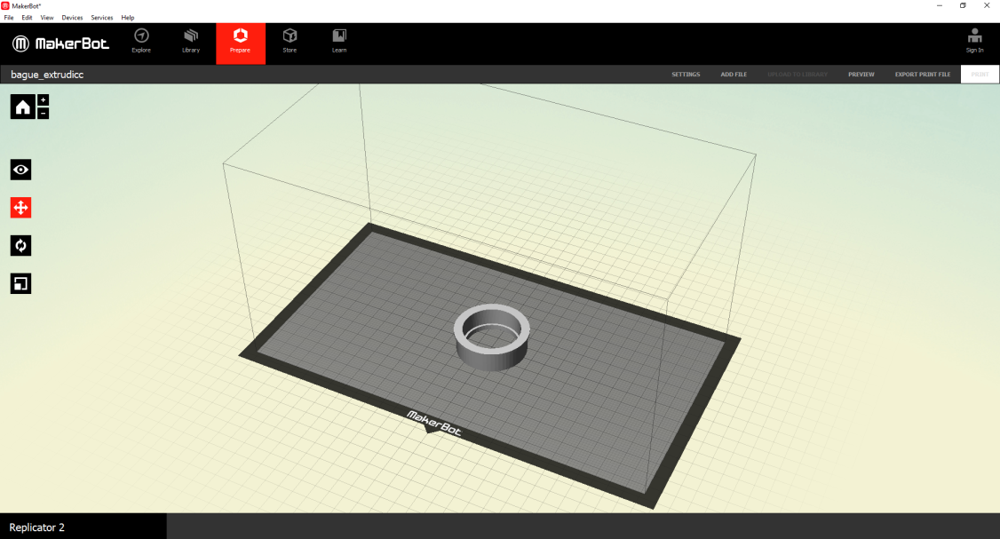 MakerBot*
File Edit View Devices Services Help
MakerBot
Explore Library Prepare Store Learn Sign In
bague_extrudicc
SETTINGS ADD FILE UPLOAD TO LIBRARY PREVIEW EXPORT PRINT FILE PRINT
+
-
MakerBot
Replicator 2